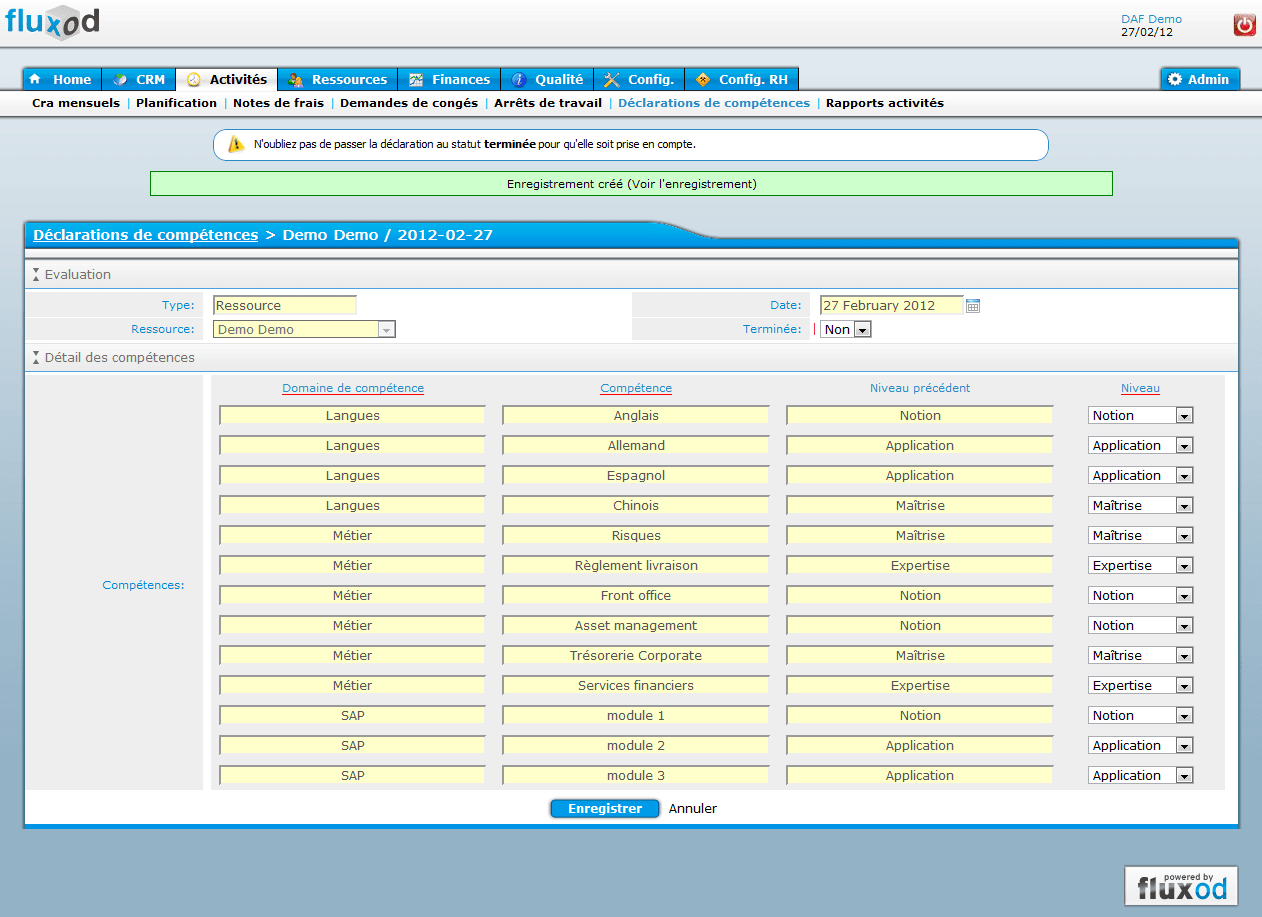 fluxod
DAF Demo
27/02/12
Home CRM Activités Ressources Finances Qualité Config. Config. RH Admin
Cra mensuels | Planification | Notes de frais | Demandes de congés | Arrêts de travail | Déclarations de compétences | Rapports activités
N'oubliez pas de passer la déclaration au statut terminée pour qu'elle soit prise en compte.
Enregistrement créé (Voir l'enregistrement)
Déclarations de compétences > Demo Demo / 2012-02-27
Evaluation
Type: Ressource Date: 27 February 2012
Ressource: Demo Demo Terminée: Non
Détail des compétences
Domaine de compétence Compétence Niveau précédent Niveau
Langues Anglais Notion Notion
Langues Allemand Application Application
Langues Espagnol Application Application
Langues Chinois Maîtrise Maîtrise
Métier Risques Maîtrise Maîtrise
Métier Règlement livraison Expertise Expertise
Compétences:
Métier Front office Notion Notion
Métier Asset management Notion Notion
Métier Trésorerie Corporate Maîtrise Maîtrise
Métier Services financiers Expertise Expertise
SAP module 1 Notion Notion
SAP module 2 Application Application
SAP module 3 Application Application
Enregistrer Annuler
powered by
fluxod